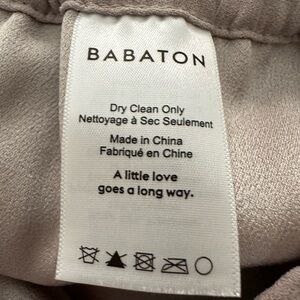 BABATON
Dry Clean Only
Nettoyage à Sec Seulement
Made in China
Fabriqué en Chine
A little love
goes a long way.